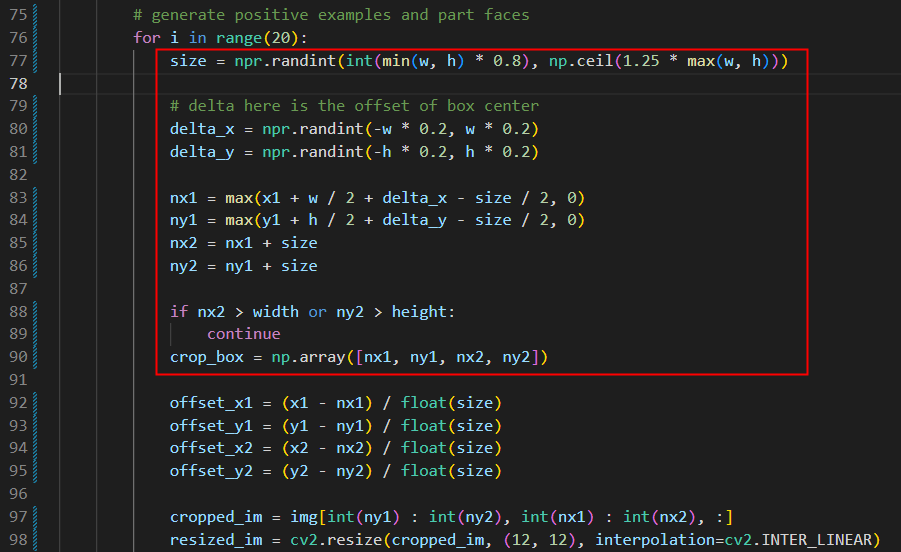 75 # generate positive examples and part faces
76 for i in range(20):
77 size = npr.randint(int(min(w, h) * 0.8), np.ceil(1.25 * max(w, h)))
78
79 # delta here is the offset of box center
80 delta_x = npr.randint(-w * 0.2, w * 0.2)
81 delta_y = npr.randint(-h * 0.2, h * 0.2)
82
83 nx1 = max(x1 + w / 2 + delta_x - size / 2, 0)
84 ny1 = max(y1 + h / 2 + delta_y - size / 2, 0)
85 nx2 = nx1 + size
86 ny2 = ny1 + size
87
88 if nx2 > width or ny2 > height:
89 continue
90 crop_box = np.array([nx1, ny1, nx2, ny2])
91
92 offset_x1 = (x1 - nx1) / float(size)
93 offset_y1 = (y1 - ny1) / float(size)
94 offset_x2 = (x2 - nx2) / float(size)
95 offset_y2 = (y2 - ny2) / float(size)
96
97 cropped_im = img[int(ny1) : int(ny2), int(nx1) : int(nx2), :]
98 resized_im = cv2.resize(cropped_im, (12, 12), interpolation=cv2.INTER_LINEAR)